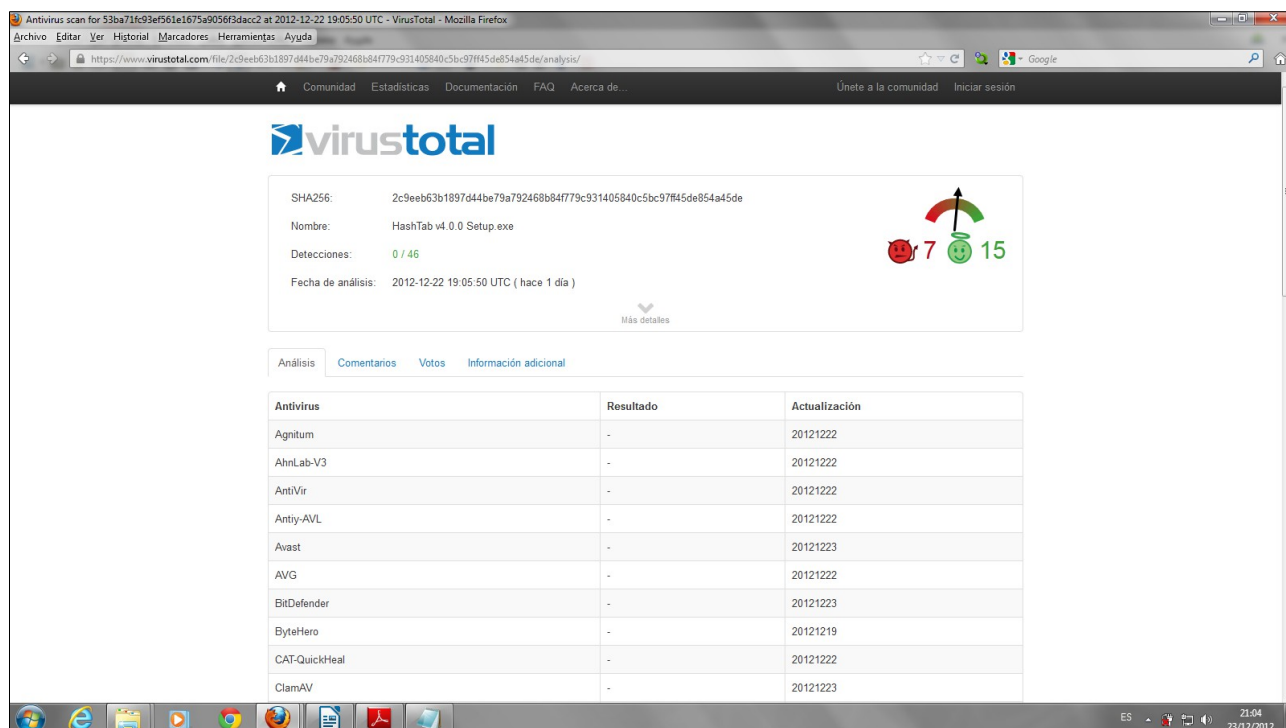 Antivirus scan for 53ba71fc93ef561e1675a9056f3dacc2 at 2012-12-22 19:05:50 UTC - VirusTotal - Mozilla Firefox
Archivo Editar Ver Historial Marcadores Herramientas Ayuda
https://www.virustotal.com/file/2c9eeb63b1897d44be79a792468b84f779c931405840c5bc97ff45de854a45de/analysis/
Google
Comunidad Estadísticas Documentación FAQ Acerca de... Únete a la comunidad Iniciar sesión
virustotal
SHA256: 2c9eeb63b1897d44be79a792468b84f779c931405840c5bc97ff45de854a45de
Nombre: HashTab v4.0.0 Setup.exe
Detecciones: 0 / 46
Fecha de análisis: 2012-12-22 19:05:50 UTC ( hace 1 día )
7 15
Más detalles
Análisis Comentarios Votos Información adicional
Antivirus Resultado Actualización
Agnitum - 20121222
AhnLab-V3 - 20121222
AntiVir - 20121222
Antiy-AVL - 20121222
Avast - 20121223
AVG - 20121222
BitDefender - 20121223
ByteHero - 20121219
CAT-QuickHeal - 20121222
ClamAV - 20121223
ES
21:04
23/12/2012